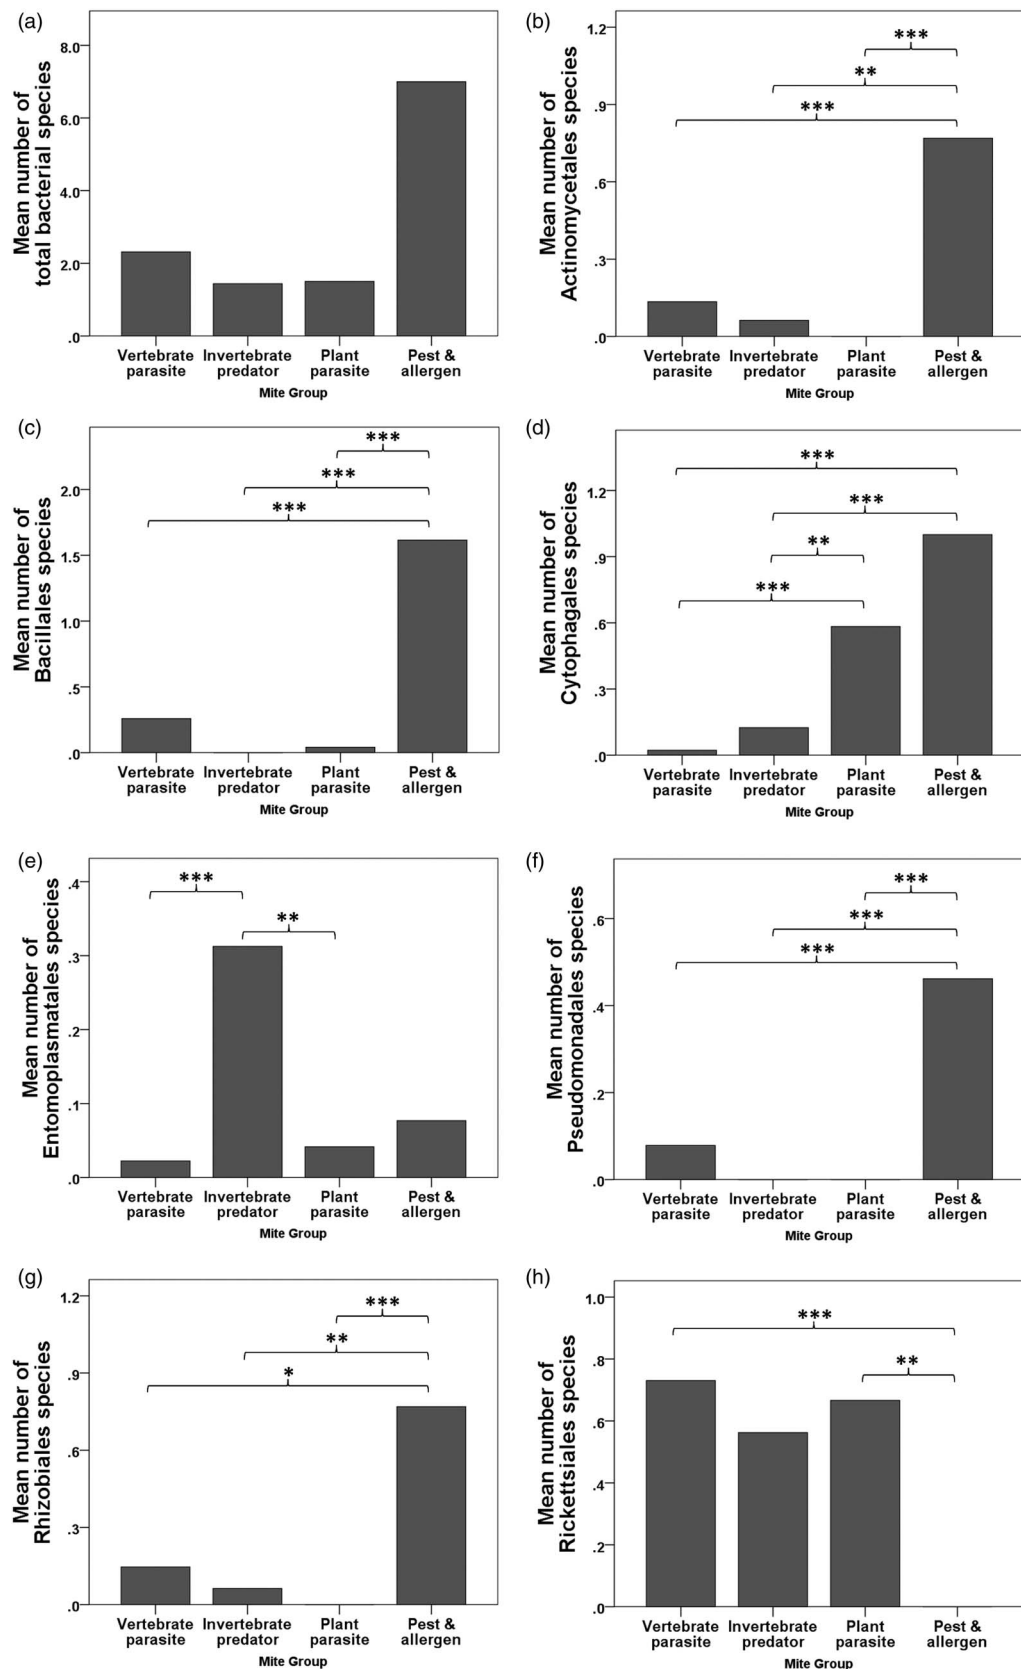 (a)
Mean number of
total bacterial species
8.0
6.0
4.0
2.0
.0
Vertebrate parasite
Invertebrate predator
Plant parasite
Pest & allergen
Mite Group
(b)
Mean number of
Actinomycetales species
1.2
.9
.6
.3
.0
***
**
***
Vertebrate parasite
Invertebrate predator
Plant parasite
Pest & allergen
Mite Group
(c)
Mean number of
Bacillales species
2.0
1.5
1.0
.5
.0
***
***
***
Vertebrate parasite
Invertebrate predator
Plant parasite
Pest & allergen
Mite Group
(d)
Mean number of
Cytophagales species
1.2
.9
.6
.3
.0
***
***
**
***
Vertebrate parasite
Invertebrate predator
Plant parasite
Pest & allergen
Mite Group
(e)
Mean number of
Entomoplasmatales species
.4
.3
.2
.1
.0
***
**
Vertebrate parasite
Invertebrate predator
Plant parasite
Pest & allergen
Mite Group
(f)
Mean number of
Pseudomonadales species
.6
.4
.2
.0
***
***
***
Vertebrate parasite
Invertebrate predator
Plant parasite
Pest & allergen
Mite Group
(g)
Mean number of
Rhizobiales species
1.2
.9
.6
.3
.0
***
**
*
Vertebrate parasite
Invertebrate predator
Plant parasite
Pest & allergen
Mite Group
(h)
Mean number of
Rickettsiales species
1.0
.8
.6
.4
.2
.0
***
**
Vertebrate parasite
Invertebrate predator
Plant parasite
Pest & allergen
Mite Group